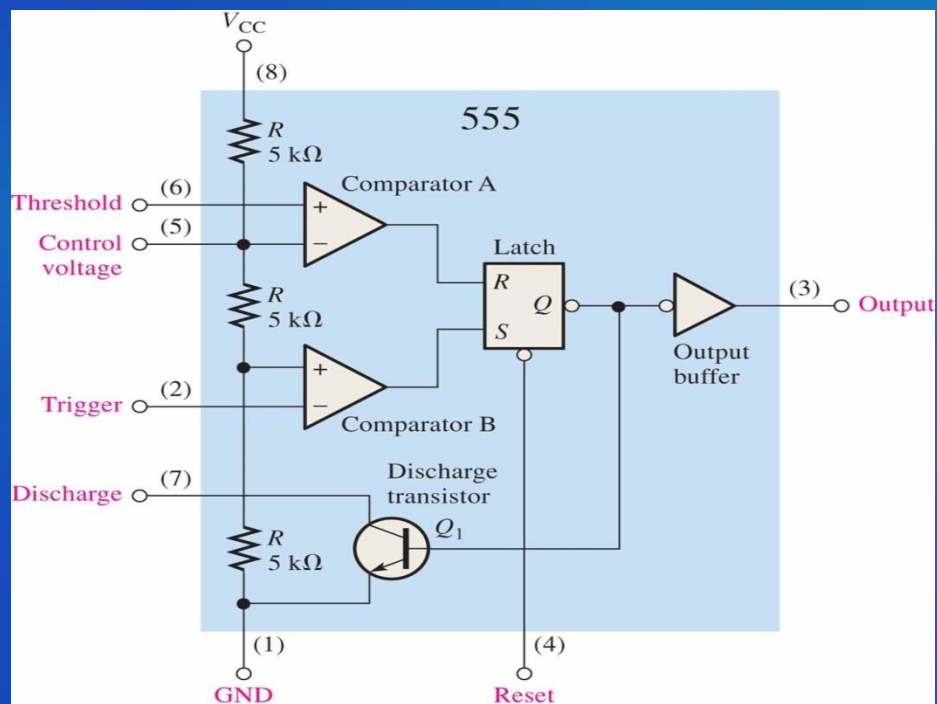 V_CC
(8)
555
R
5 kΩ
Comparator A
Threshold
(6)
+
Control
voltage
(5)
−
Latch
R
Q
S
(3)
Output
R
5 kΩ
Output
buffer
+
Trigger
(2)
−
Comparator B
Discharge
(7)
Discharge
transistor
Q₁
R
5 kΩ
(1)
(4)
GND
Reset